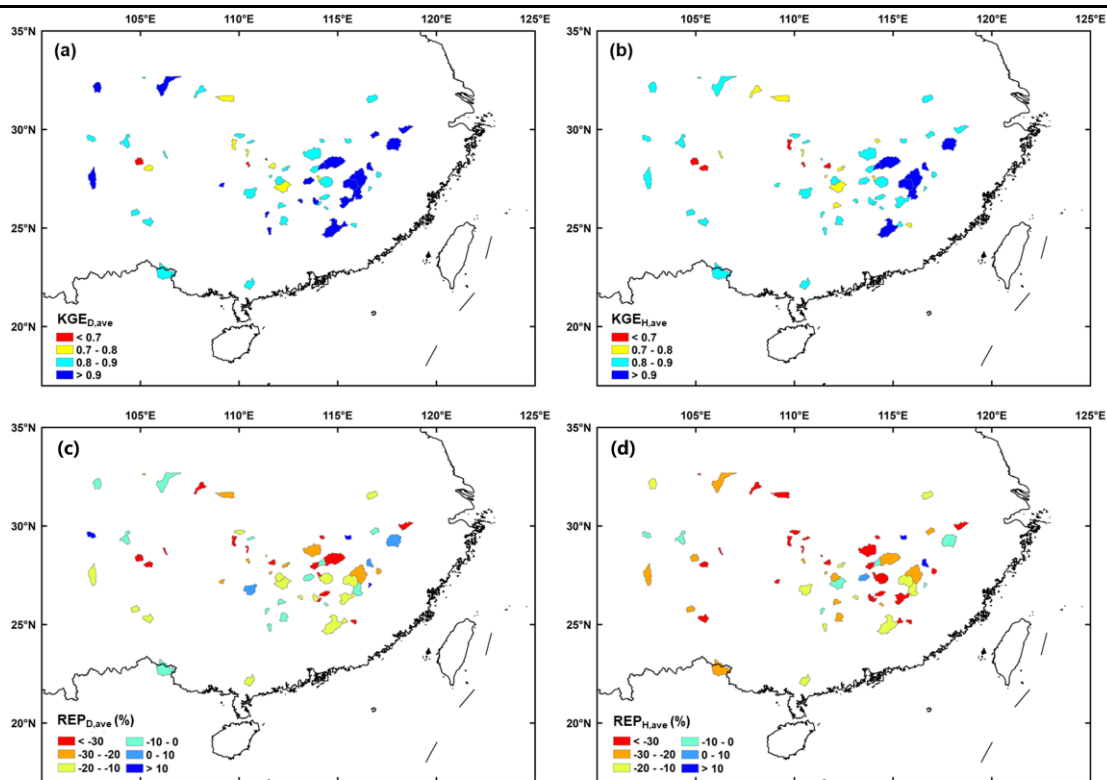 105°E 110°E 115°E 120°E 125°E
105°E 110°E 115°E 120°E 125°E
35°N
(a)
35°N
(b)
30°N
30°N
25°N
25°N
20°N
20°N
KGE D,ave
< 0.7
0.7 - 0.8
0.8 - 0.9
> 0.9
KGE H,ave
< 0.7
0.7 - 0.8
0.8 - 0.9
> 0.9
105°E 110°E 115°E 120°E 125°E
105°E 110°E 115°E 120°E 125°E
35°N
(c)
35°N
(d)
30°N
30°N
25°N
25°N
20°N
20°N
REP D,ave (%)
< -30 -10 - 0
-30 - -20 0 - 10
-20 - -10 > 10
REP H,ave (%)
< -30 -10 - 0
-30 - -20 0 - 10
-20 - -10 > 10